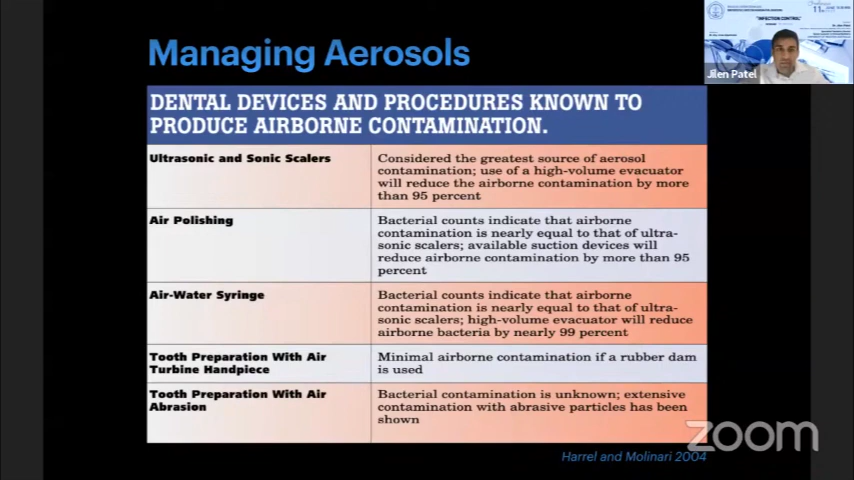 Managing Aerosols
"INFECTION CONTROL"
Jilen Patel
DENTAL DEVICES AND PROCEDURES KNOWN TO
PRODUCE AIRBORNE CONTAMINATION.
Ultrasonic and Sonic Scalers
Considered the greatest source of aerosol
contamination; use of a high-volume evacuator
will reduce the airborne contamination by more
than 95 percent
Air Polishing
Bacterial counts indicate that airborne
contamination is nearly equal to that of ultra-
sonic scalers; available suction devices will
reduce airborne contamination by more than 95
percent
Air-Water Syringe
Bacterial counts indicate that airborne
contamination is nearly equal to that of ultra-
sonic scalers; high-volume evacuator will reduce
airborne bacteria by nearly 99 percent
Tooth Preparation With Air
Turbine Handpiece
Minimal airborne contamination if a rubber dam
is used
Tooth Preparation With Air
Abrasion
Bacterial contamination is unknown; extensive
contamination with abrasive particles has been
shown
zoom
Harrel and Molinari 2004